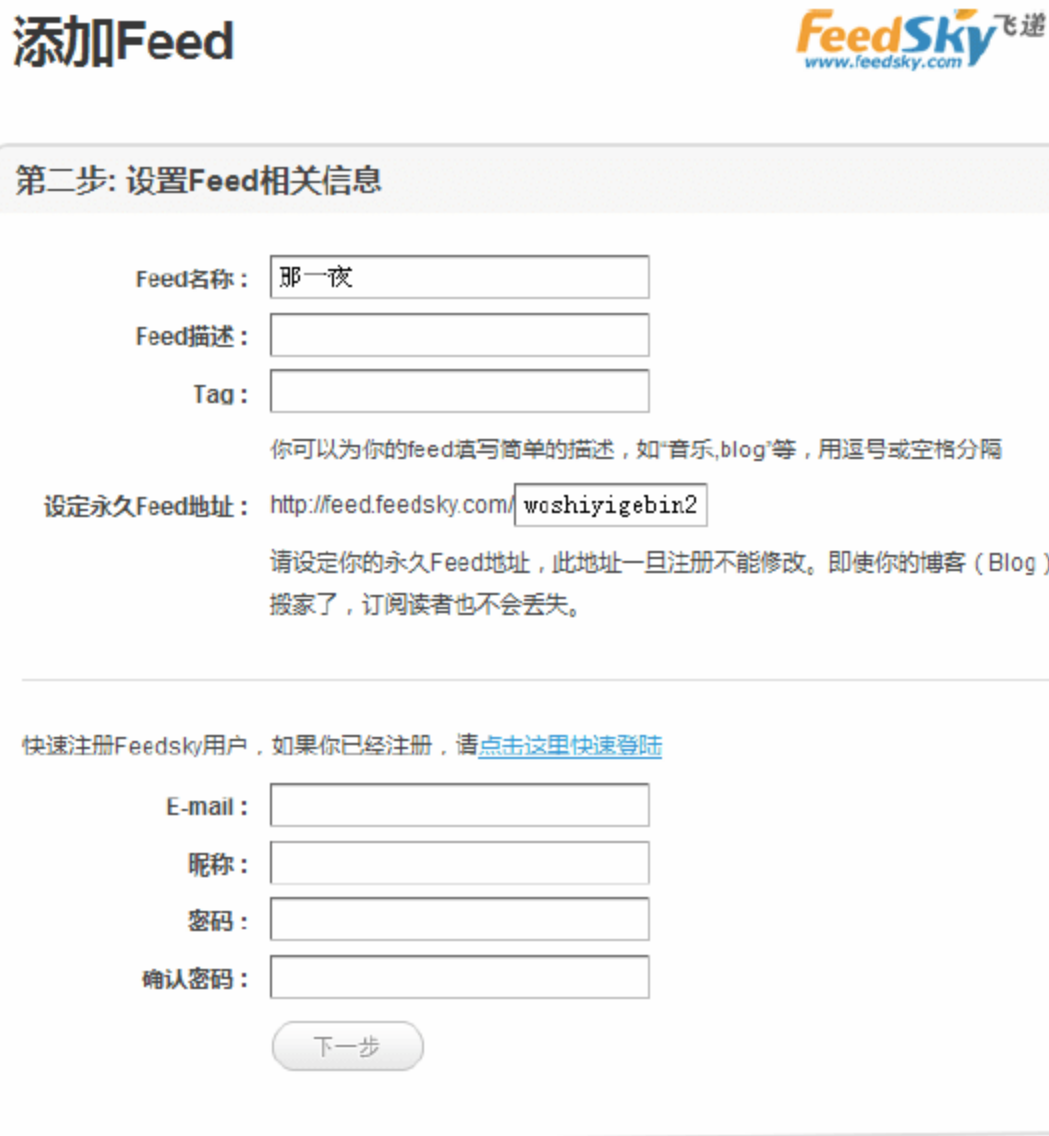 添加Feed
FeedSky飞递
www.feedsky.com
第二步: 设置Feed相关信息
Feed名称： 那一夜
Feed描述：
Tag：
你可以为你的feed填写简单的描述，如“音乐,blog”等，用逗号或空格分隔
设定永久Feed地址： http://feed.feedsky.com/ woshiyigebin2
请设定你的永久Feed地址，此地址一旦注册不能修改。即使你的博客（Blog）
搬家了，订阅读者也不会丢失。
快速注册Feedsky用户，如果你已经注册，请点击这里快速登陆
E-mail：
昵称：
密码：
确认密码：
下一步